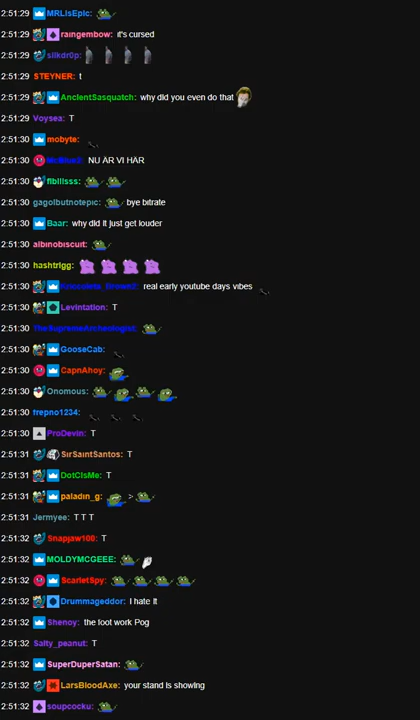 2:51:29 MRLisEpic:
2:51:29 raıngembow: it's cursed
2:51:29 silkdr0p:
2:51:29 STEYNER: t
2:51:29 AncientSasquatch: why did you even do that
2:51:29 Voysea: T
2:51:30 mobyte:
2:51:30 NU ÄR VI HÄR
2:51:30 fibiiisss:
2:51:30 gagolbutnotepıc: bye bitrate
2:51:30 Baar: why did it just get louder
2:51:30 albınobıscuıt:
2:51:30 hashtrigg:
2:51:30 real early youtube days vibes
2:51:30 Levintation: T
2:51:30 TheSupremeArcheologist:
2:51:30 GooseCab:
2:51:30 CapnAhoy:
2:51:30 Onomous:
2:51:30 frepno1234:
2:51:30 ProDevin: T
2:51:31 SırSaıntSantos: T
2:51:31 DotCIsMe: T
2:51:31 paladın_g: >
2:51:31 Jermyee: T T T
2:51:32 Snapjaw100: T
2:51:32 MOLDYMCGEEE:
2:51:32 ScarletSpy:
2:51:32 Drummageddor: I hate it
2:51:32 Shenoy: the loot work Pog
2:51:32 Salty_peanut: T
2:51:32 SuperDuperSatan:
2:51:32 LarsBloodAxe: your stand is showing
2:51:32 soupcocku: